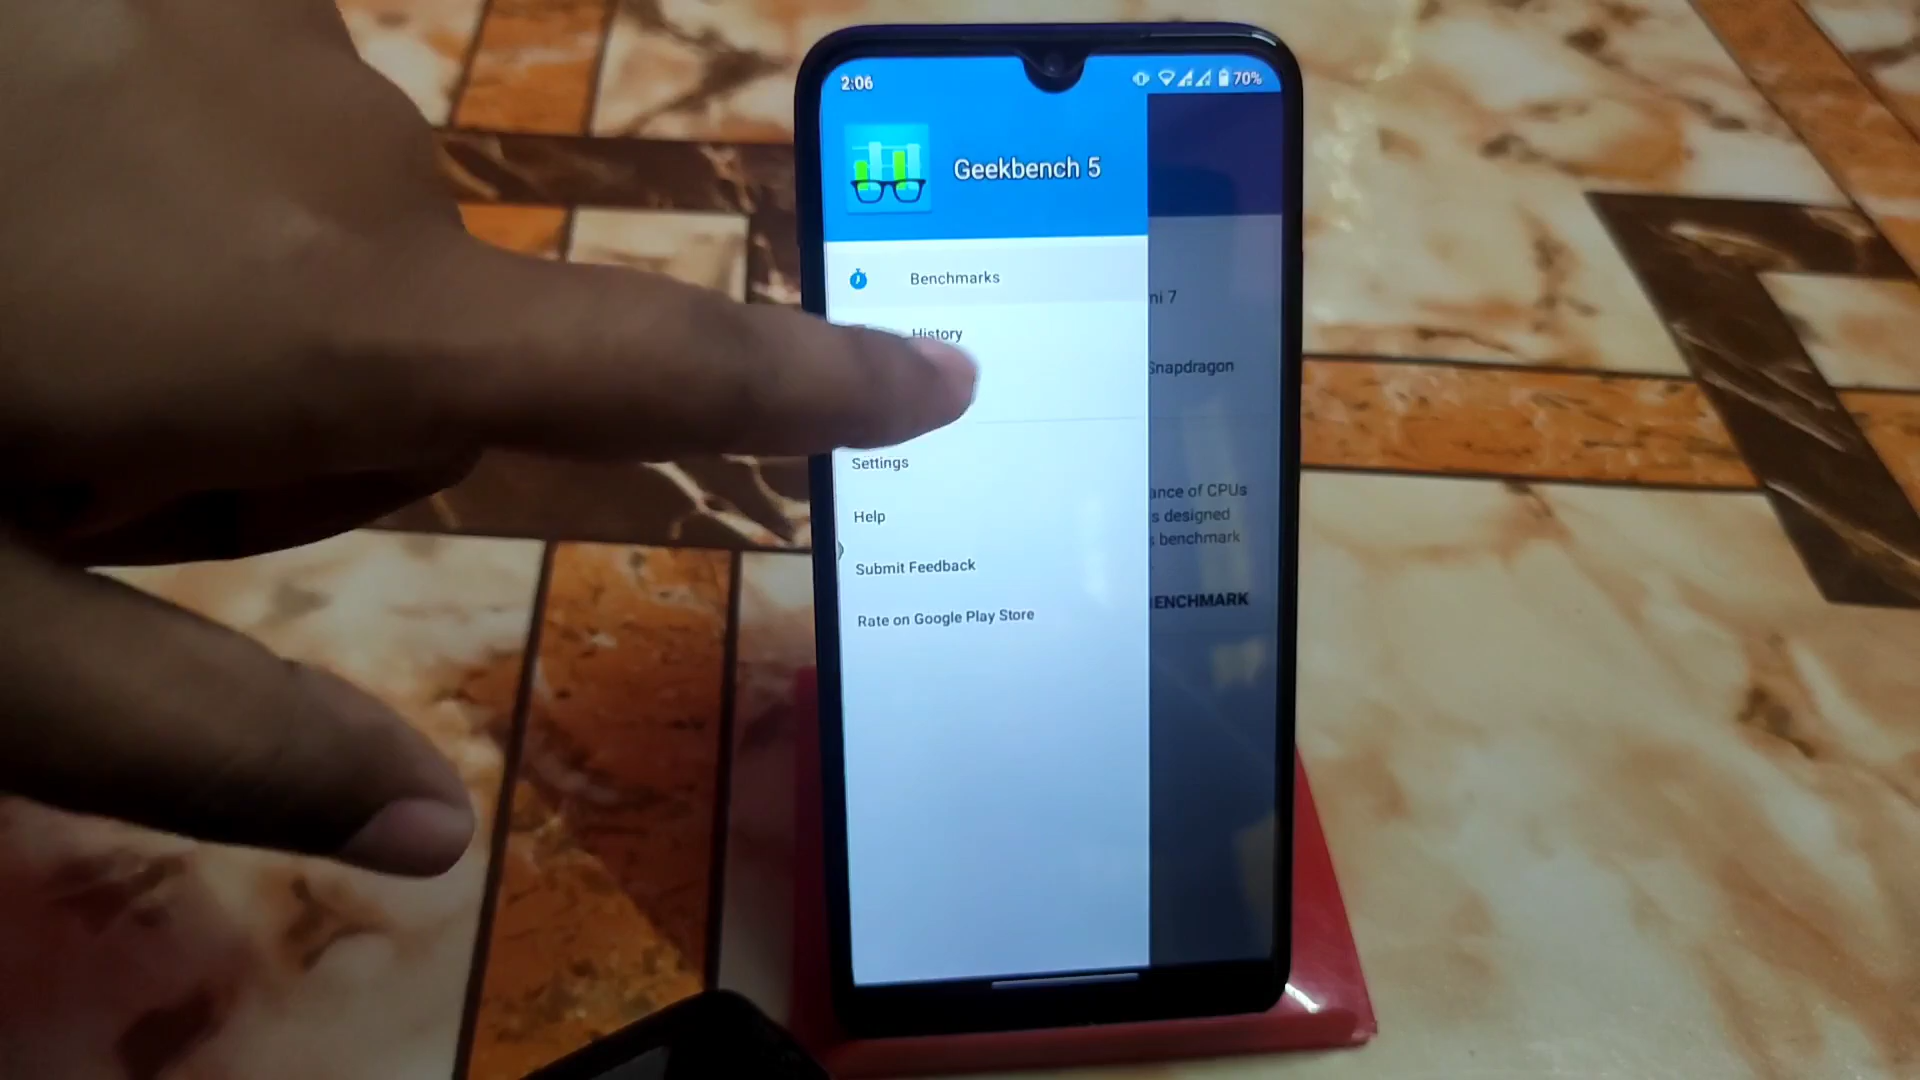 2:06
70%
Geekbench 5
Benchmarks
History
mi 7
Snapdragon
Settings
ance of CPUs
s designed
benchmark
Help
Submit Feedback
ENCHMARK
Rate on Google Play Store